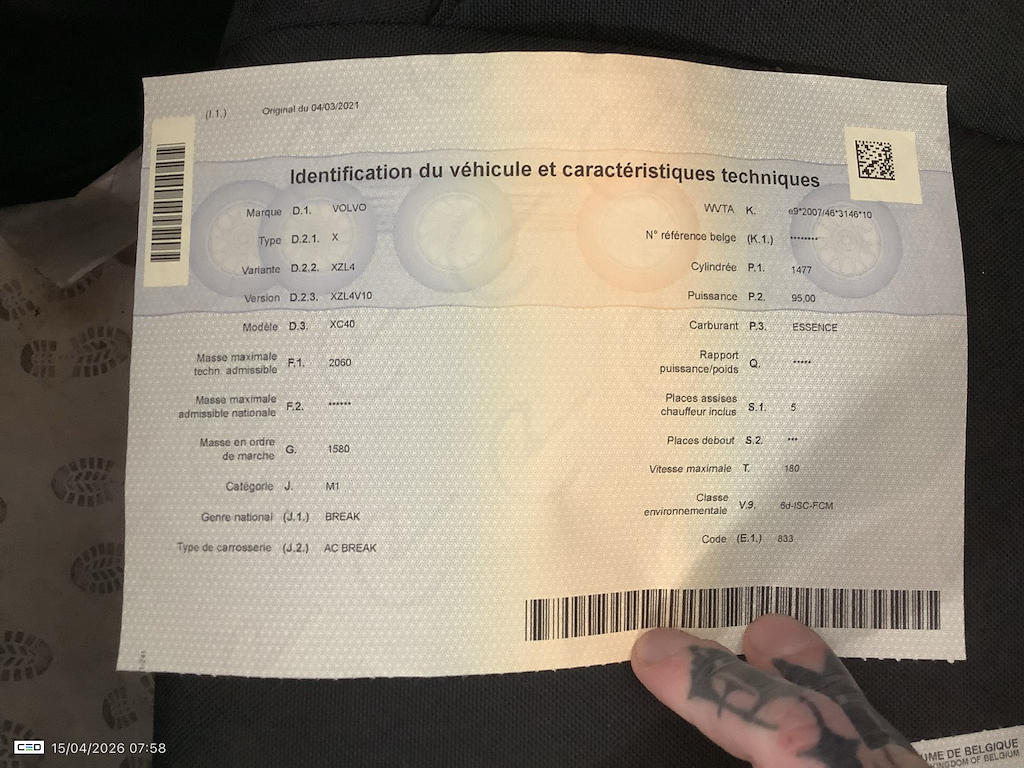 (I.1.) Original du 04/03/2021
Identification du véhicule et caractéristiques techniques
Marque D.1. VOLVO
Type D.2.1. X
Variante D.2.2. XZL4
Version D.2.3. XZL4V10
Modèle D.3. XC40
Masse maximale
techn. admissible F.1. 2060
Masse maximale
admissible nationale F.2. ******
Masse en ordre
de marche G. 1580
Catégorie J. M1
Genre national (J.1.) BREAK
Type de carrosserie (J.2.) AC BREAK
WVTA K. e9*2007/46*3146*10
N° référence belge (K.1.) ********
Cylindrée P.1. 1477
Puissance P.2. 95,00
Carburant P.3. ESSENCE
Rapport
puissance/poids Q. *****
Places assises
chauffeur inclus S.1. 5
Places debout S.2. ***
Vitesse maximale T. 180
Classe
environnementale V.9. 6d-ISC-FCM
Code (E.1.) 833
UME DE BELGIQUE
KINGDOM OF BELGIUM
CEO 15/04/2026 07:58